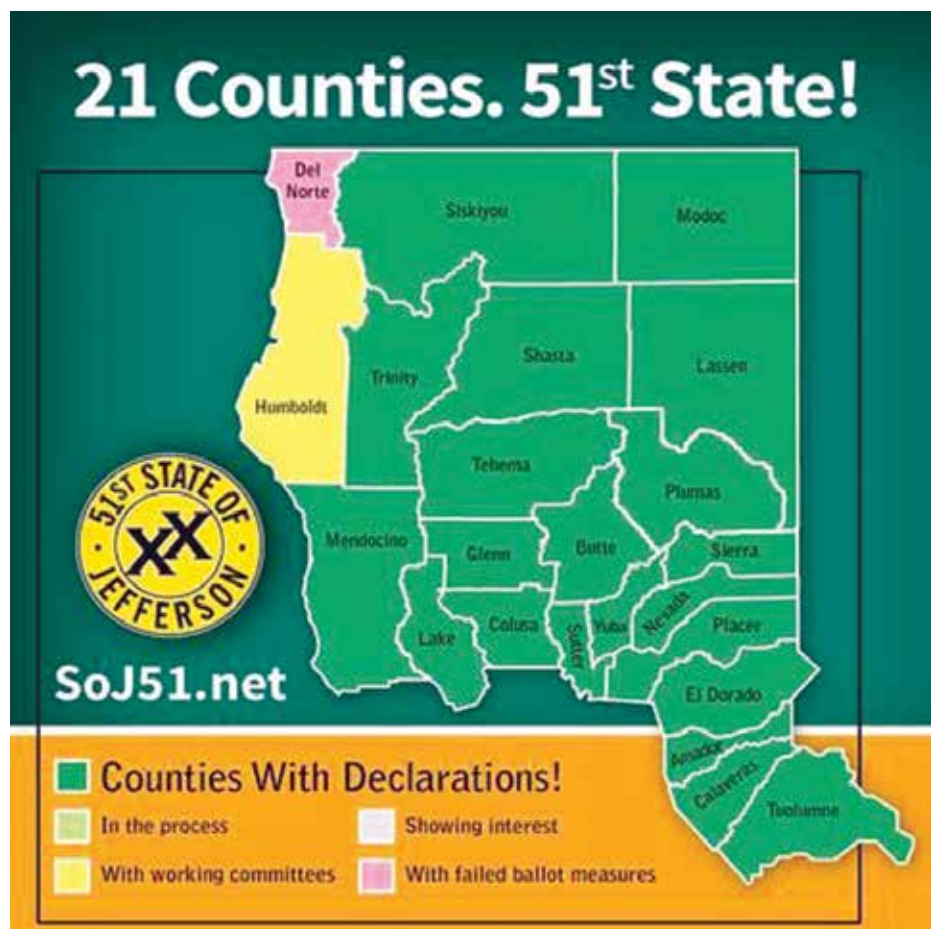 21 Counties. 51st State!
Del
Norte
Siskiyou
Modoc
Shasta
Lassen
Trinity
Humboldt
Tehema
Plumas
51ST STATE OF
XX
JEFFERSON
Mendocino
Glenn
Butte
Sierra
Lake
Colusa
Sutter
Yuba
Nevada
Placer
SoJ51.net
El Dorado
Amador
Calaveras
Tuolumne
Counties With Declarations!
In the process
Showing interest
With working committees
With failed ballot measures